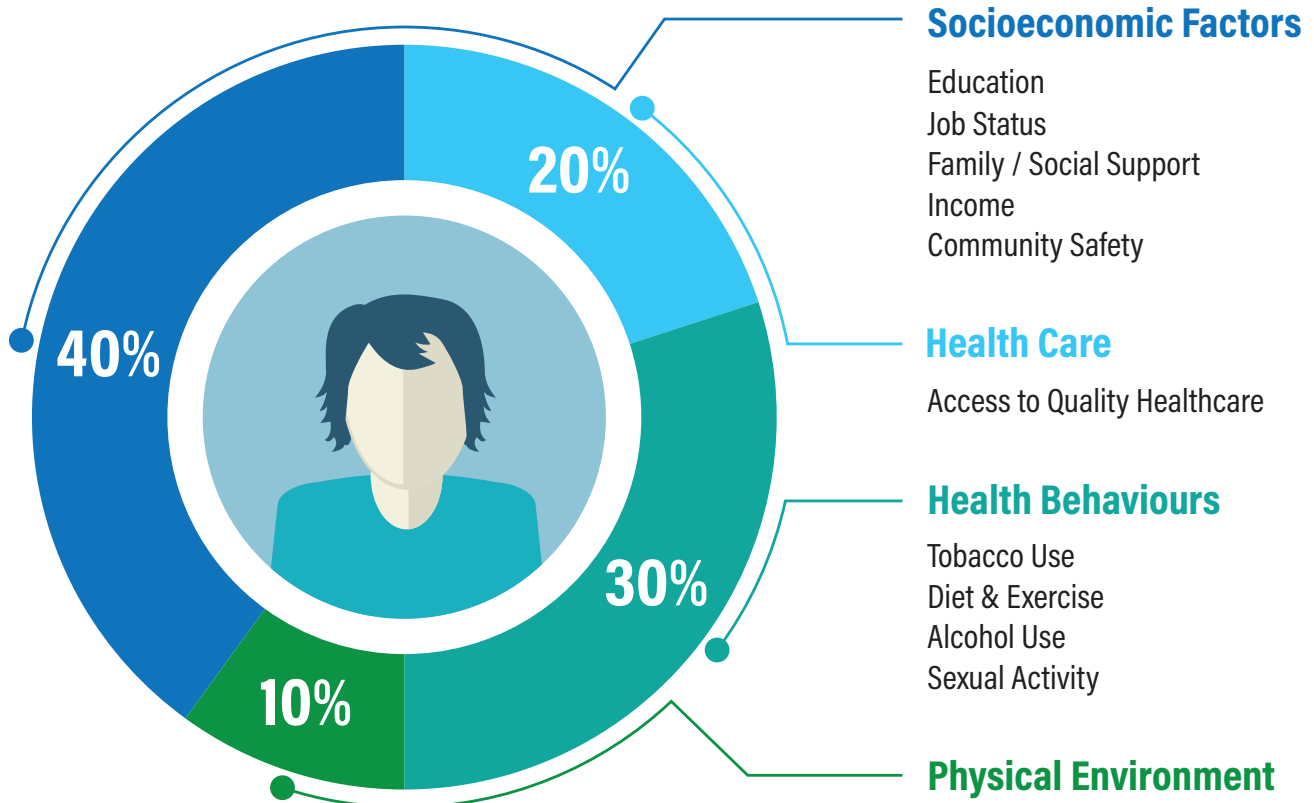 Socioeconomic Factors
Education
Job Status
Family / Social Support
Income
Community Safety
20%
40%
Health Care
Access to Quality Healthcare
Health Behaviours
Tobacco Use
Diet & Exercise
Alcohol Use
Sexual Activity
30%
10%
Physical Environment